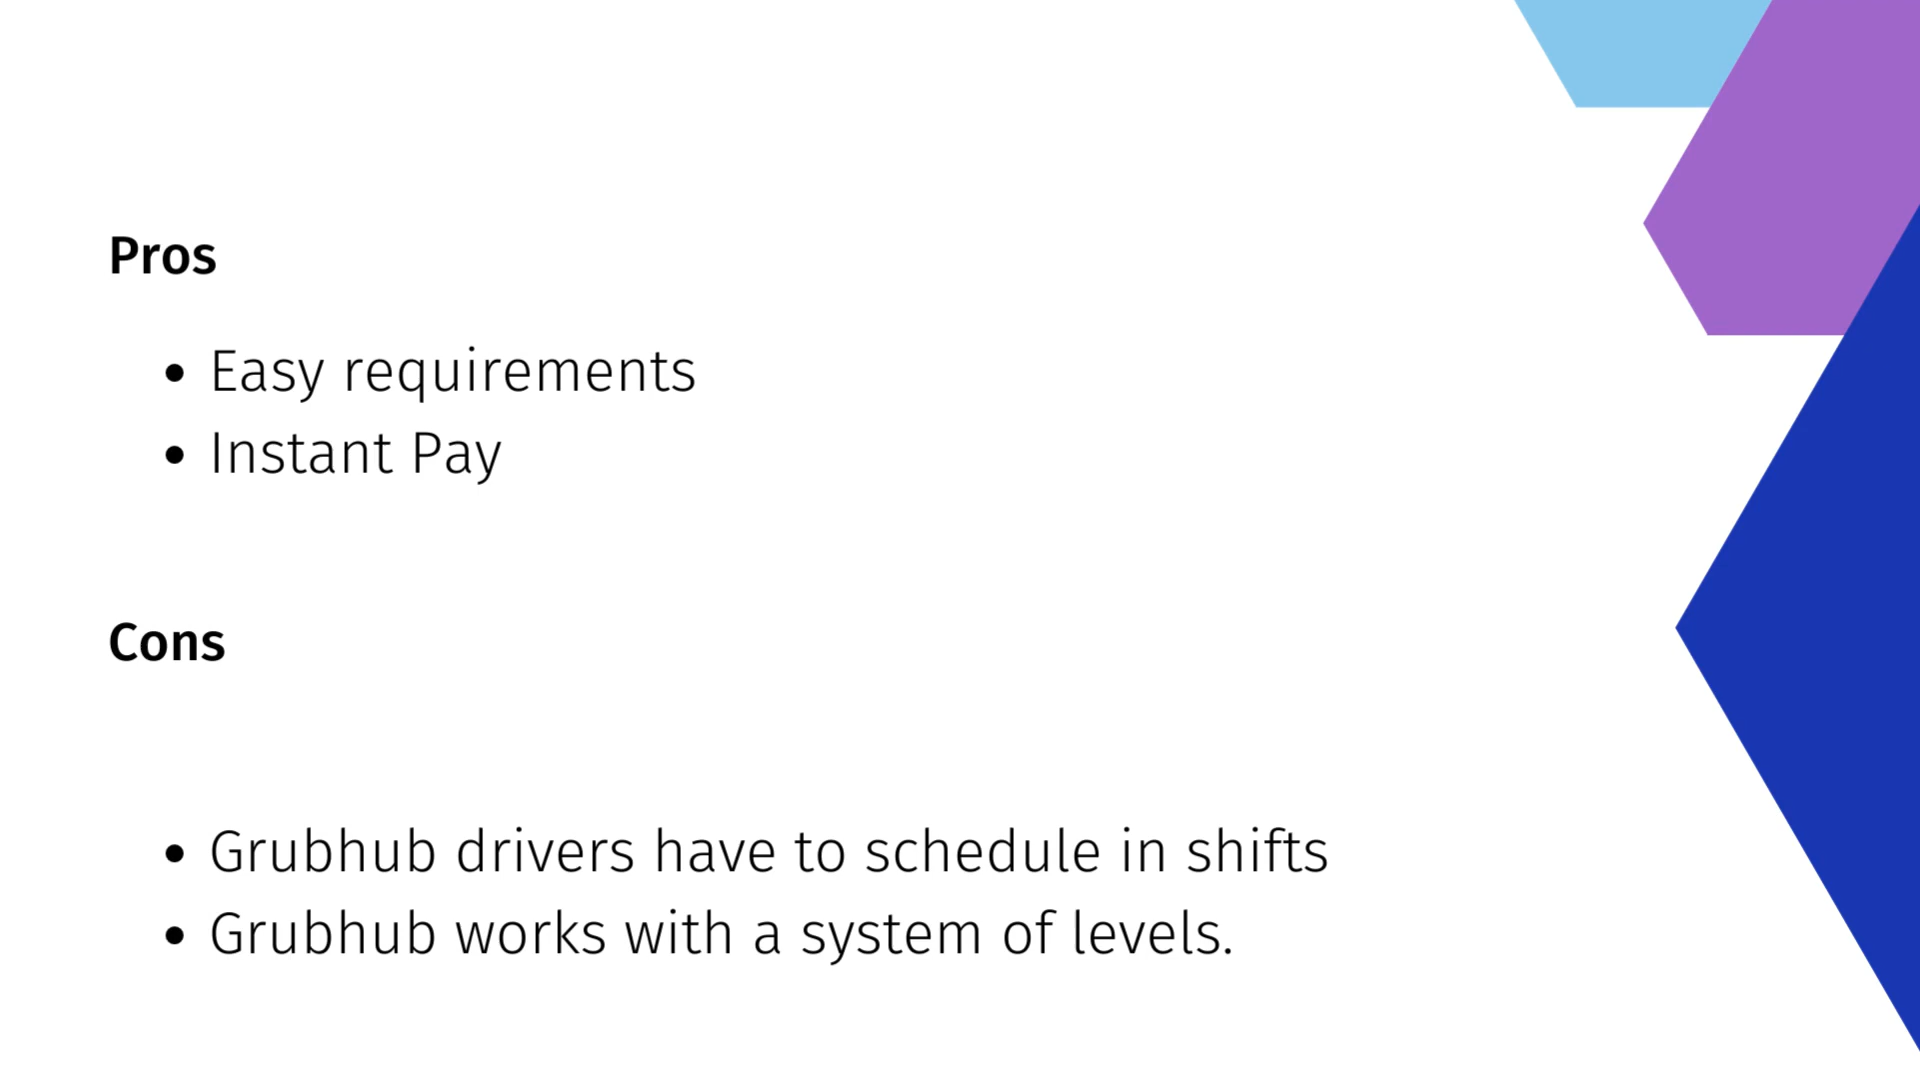 Pros
• Easy requirements
• Instant Pay
Cons
• Grubhub drivers have to schedule in shifts
• Grubhub works with a system of levels.